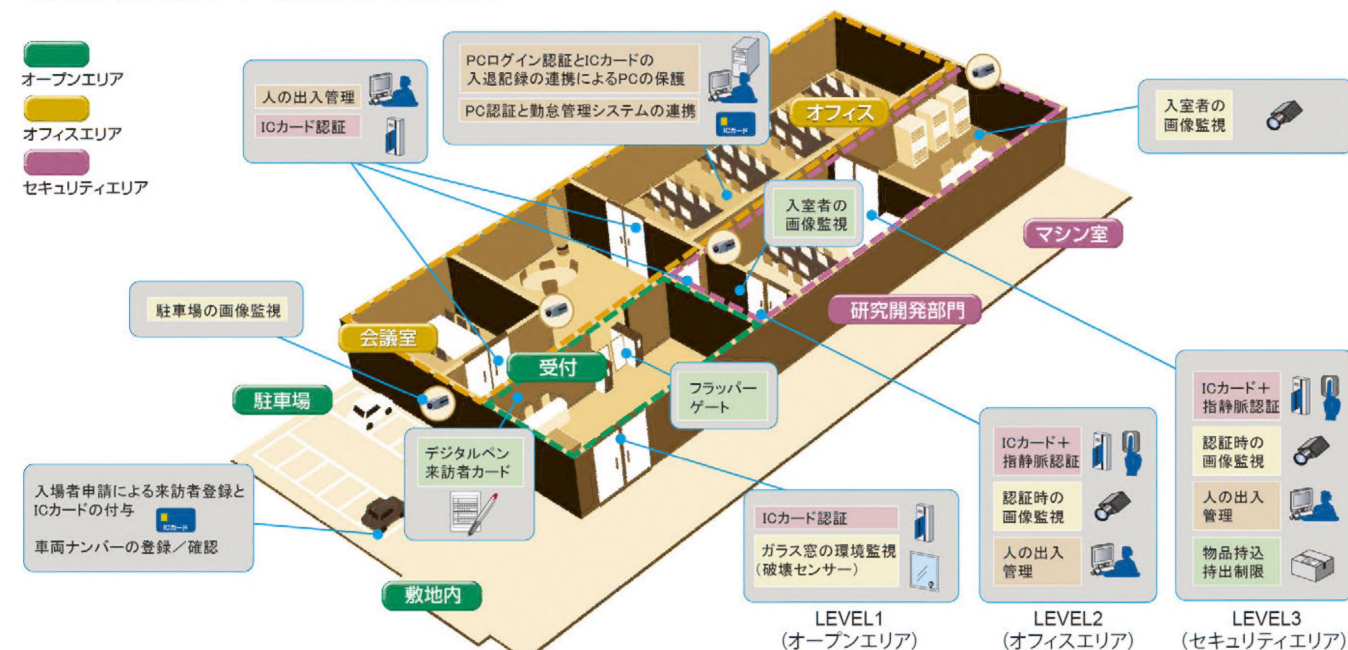 オープンエリア
オフィスエリア
セキュリティエリア
人の出入管理
ICカード認証
PCログイン認証とICカードの
入退記録の連携によるPCの保護
PC認証と勤怠管理システムの連携
ICカード
オフィス
入室者の
画像監視
入室者の
画像監視
マシン室
研究開発部門
駐車場の画像監視
会議室
受付
駐車場
フラッパー
ゲート
デジタルペン
来訪者カード
入場者申請による来訪者登録と
ICカードの付与
ICカード
車両ナンバーの登録／確認
敷地内
ICカード認証
ガラス窓の環境監視
(破壊センサー)
LEVEL1
(オープンエリア)
ICカード＋
指静脈認証
認証時の
画像監視
人の出入
管理
LEVEL2
(オフィスエリア)
ICカード＋
指静脈認証
認証時の
画像監視
人の出入
管理
物品持込
持出制限
LEVEL3
(セキュリティエリア)